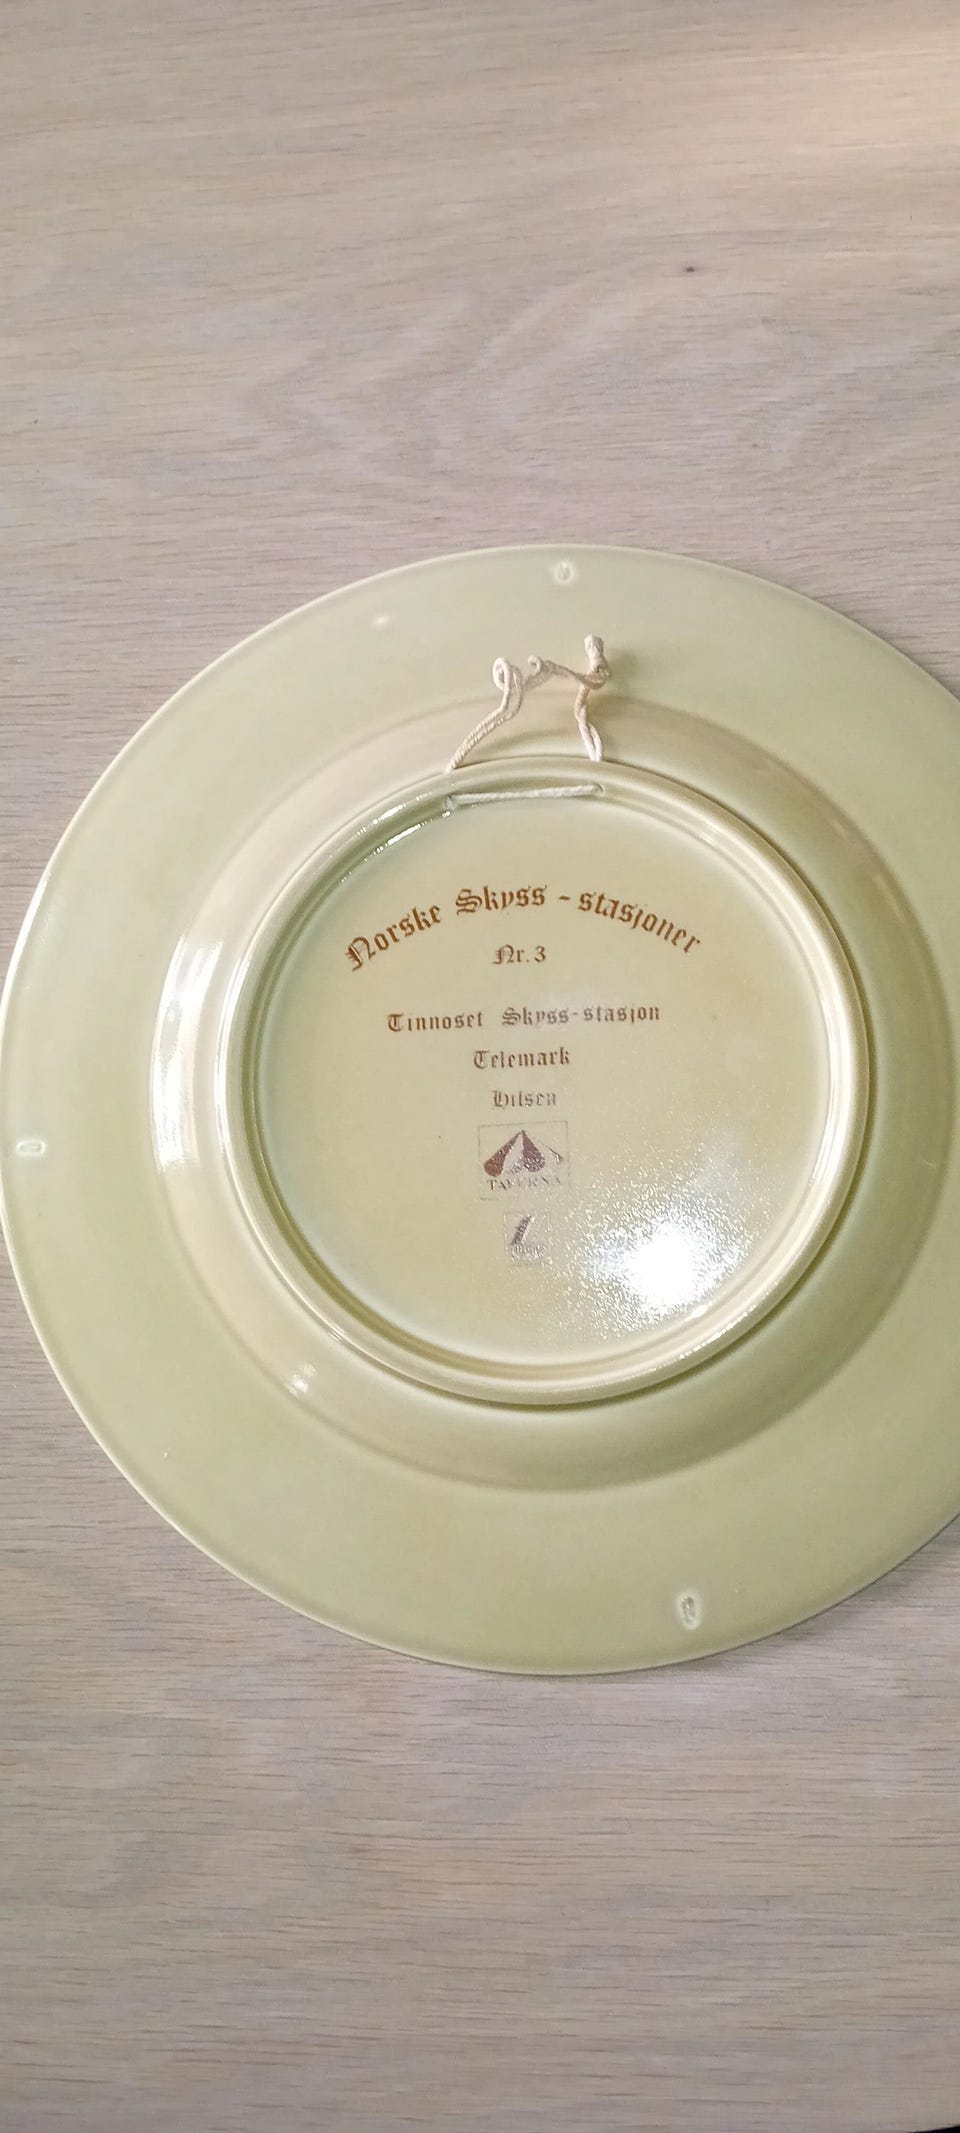 Norske Skyss - stasjoner
Nr. 3
Tinnoset Skyss-stasjon
Telemark
Hilsen
TAVERNA